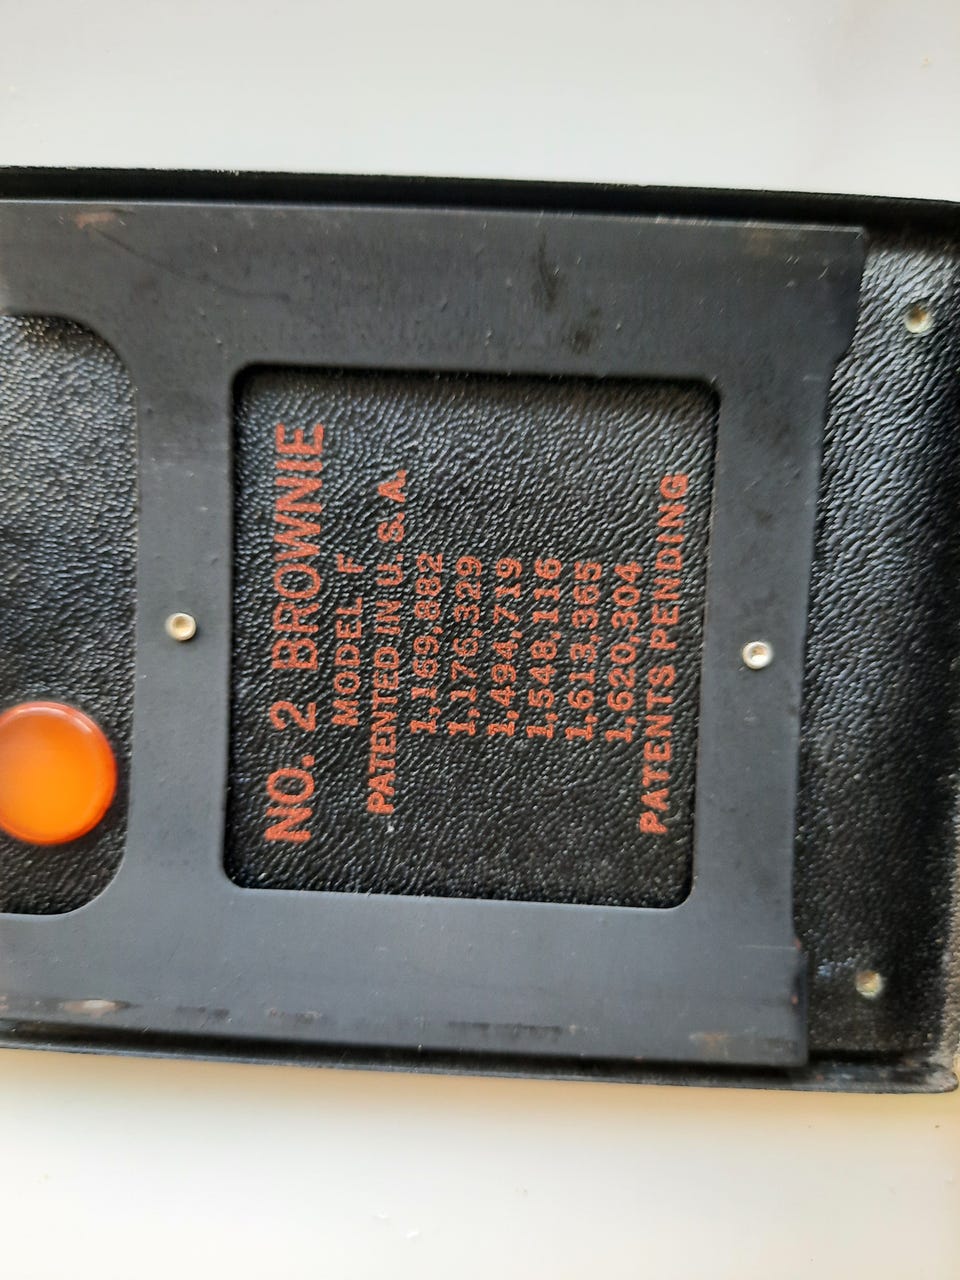 NO. 2 BROWNIE
MODEL F
PATENTED IN U.S.A.
1,169,882
1,176,329
1,494,719
1,548,116
1,613,365
1,620,304
PATENTS PENDING